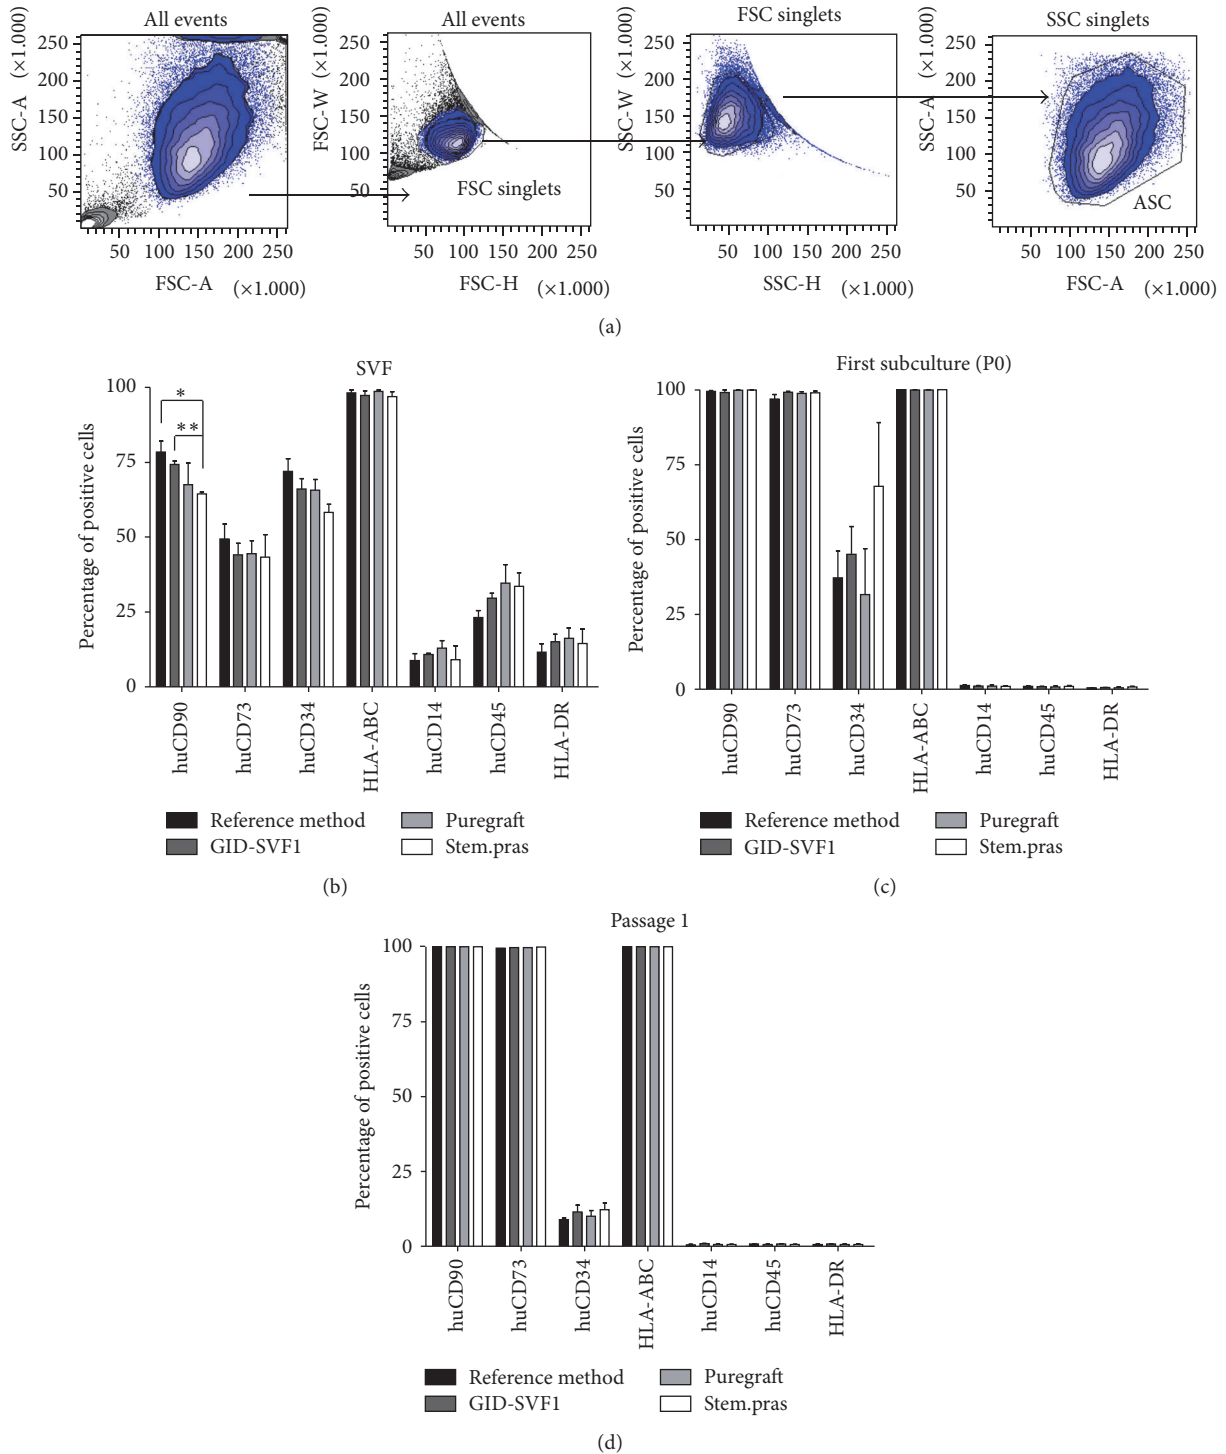 All events
All events
FSC singlets
SSC singlets
SSC-A (×1.000)
250
200
150
100
50
50 100 150 200 250
FSC-A (×1.000)
FSC-W (×1.000)
250
200
150
100
50
FSC singlets
50 100 150 200 250
FSC-H (×1.000)
SSC-W (×1.000)
250
200
150
100
50
50 100 150 200 250
SSC-H (×1.000)
SSC-A (×1.000)
250
200
150
100
50
ASC
50 100 150 200 250
FSC-A (×1.000)
(a)
SVF
Percentage of positive cells
100
75
50
25
0
*
**
huCD90
huCD73
huCD34
HLA-ABC
huCD14
huCD45
HLA-DR
Reference method
GID-SVF1
Puregraft
Stem.pras
(b)
First subculture (P0)
Percentage of positive cells
100
75
50
25
0
huCD90
huCD73
huCD34
HLA-ABC
huCD14
huCD45
HLA-DR
Reference method
GID-SVF1
Puregraft
Stem.pras
(c)
Passage 1
Percentage of positive cells
100
75
50
25
0
huCD90
huCD73
huCD34
HLA-ABC
huCD14
huCD45
HLA-DR
Reference method
GID-SVF1
Puregraft
Stem.pras
(d)